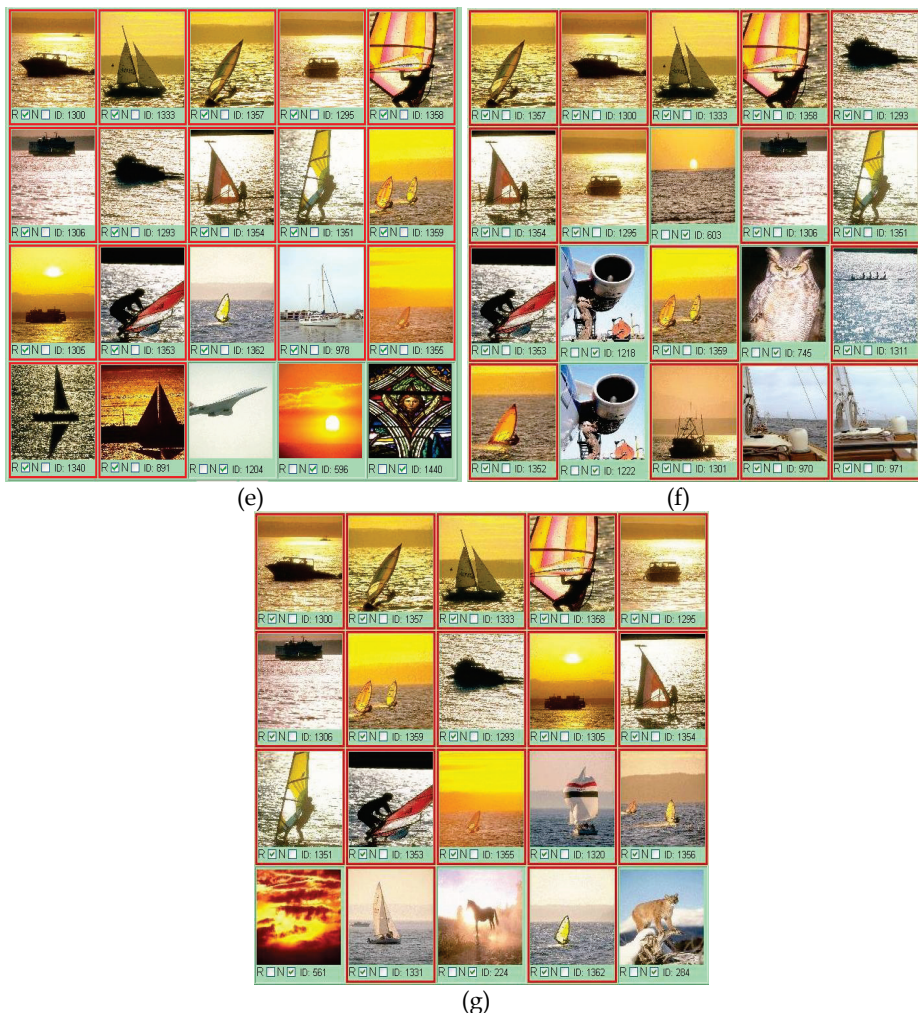 R N ID: 1300 R N ID: 1333 R N ID: 1357 R N ID: 1295 R N ID: 1358
R N ID: 1306 R N ID: 1293 R N ID: 1354 R N ID: 1351 R N ID: 1359
R N ID: 1305 R N ID: 1353 R N ID: 1362 R N ID: 978 R N ID: 1355
R N ID: 1340 R N ID: 891 R N ID: 1204 R N ID: 596 R N ID: 1440
(e)
R N ID: 1357 R N ID: 1300 R N ID: 1333 R N ID: 1358 R N ID: 1293
R N ID: 1354 R N ID: 1295 R N ID: 603 R N ID: 1306 R N ID: 1351
R N ID: 1353 R N ID: 1218 R N ID: 1359 R N ID: 745 R N ID: 1311
R N ID: 1352 R N ID: 1222 R N ID: 1301 R N ID: 970 R N ID: 971
(f)
R N ID: 1300 R N ID: 1357 R N ID: 1333 R N ID: 1358 R N ID: 1295
R N ID: 1306 R N ID: 1359 R N ID: 1293 R N ID: 1305 R N ID: 1354
R N ID: 1351 R N ID: 1353 R N ID: 1355 R N ID: 1320 R N ID: 1356
R N ID: 561 R N ID: 1331 R N ID: 224 R N ID: 1362 R N ID: 284
(g)